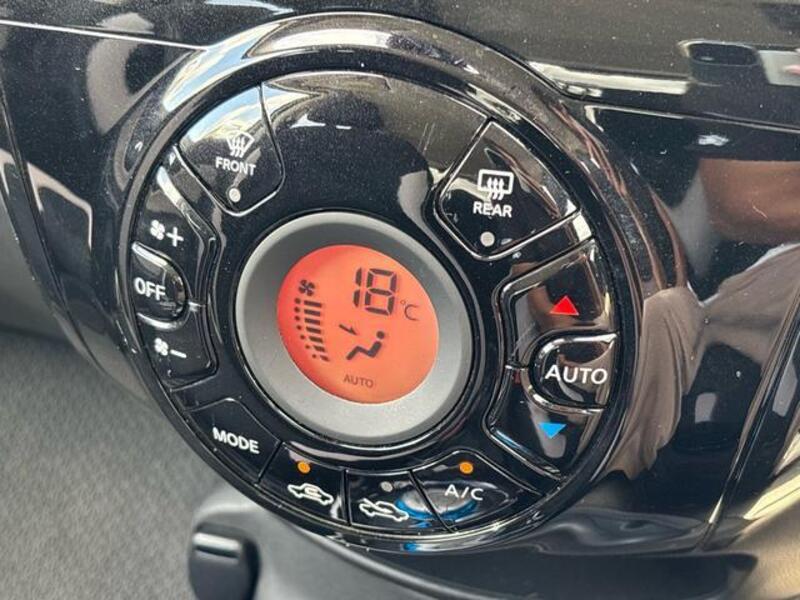 FRONT
REAR
+
OFF
18°C
AUTO
AUTO
-
MODE
A/C